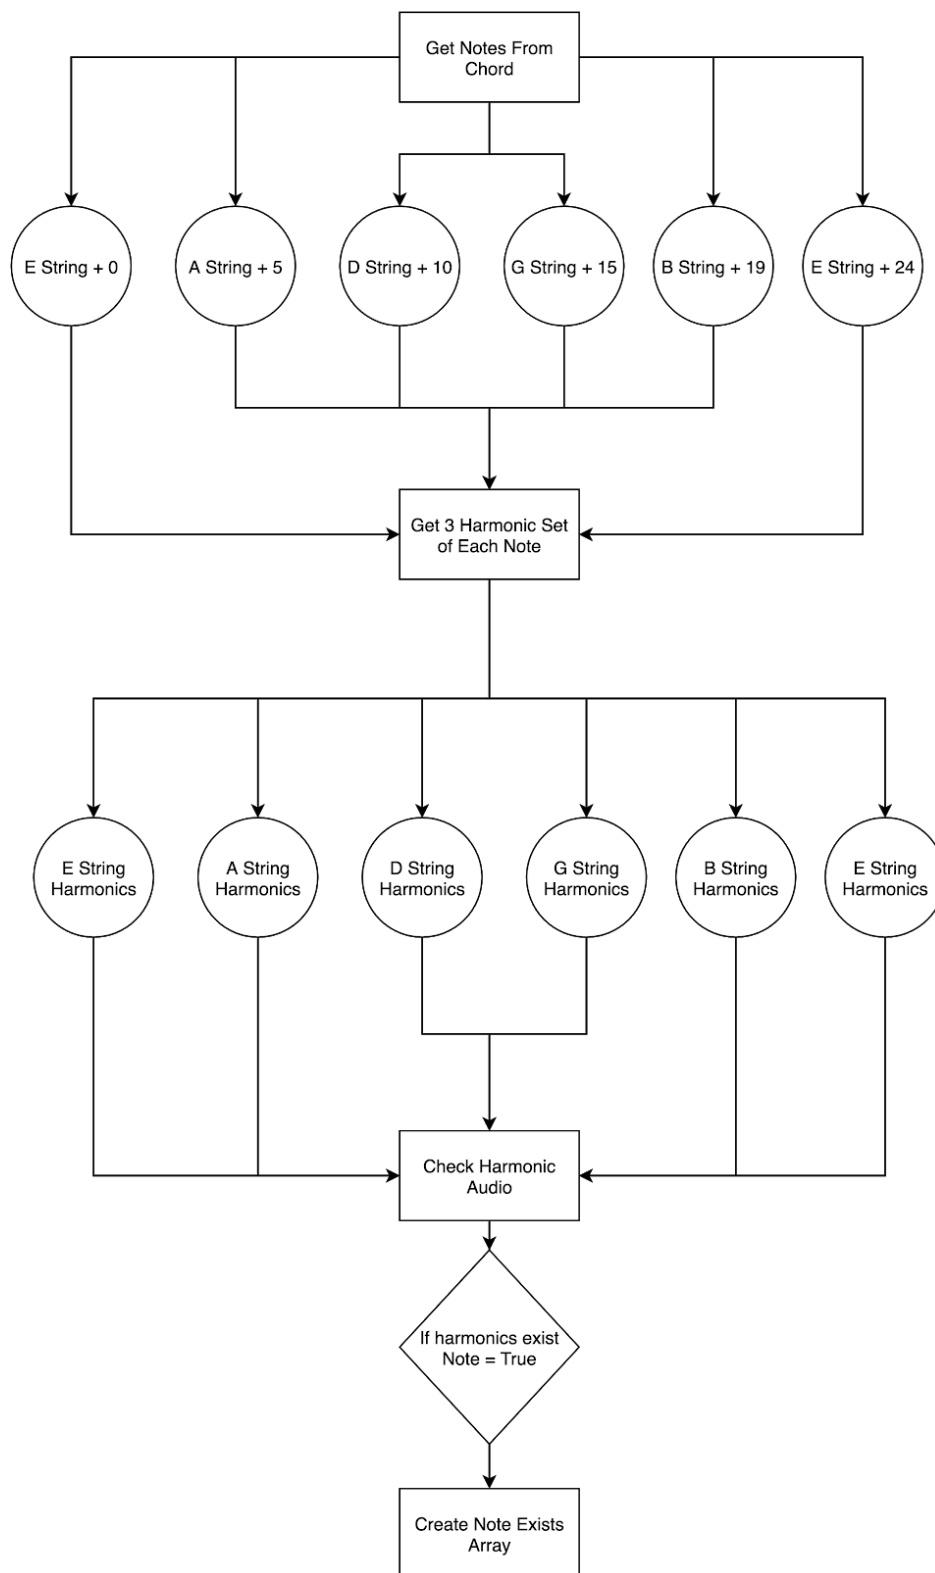 Get Notes From
Chord
E String + 0
A String + 5
D String + 10
G String + 15
B String + 19
E String + 24
Get 3 Harmonic Set
of Each Note
E String
Harmonics
A String
Harmonics
D String
Harmonics
G String
Harmonics
B String
Harmonics
E String
Harmonics
Check Harmonic
Audio
If harmonics exist
Note = True
Create Note Exists
Array